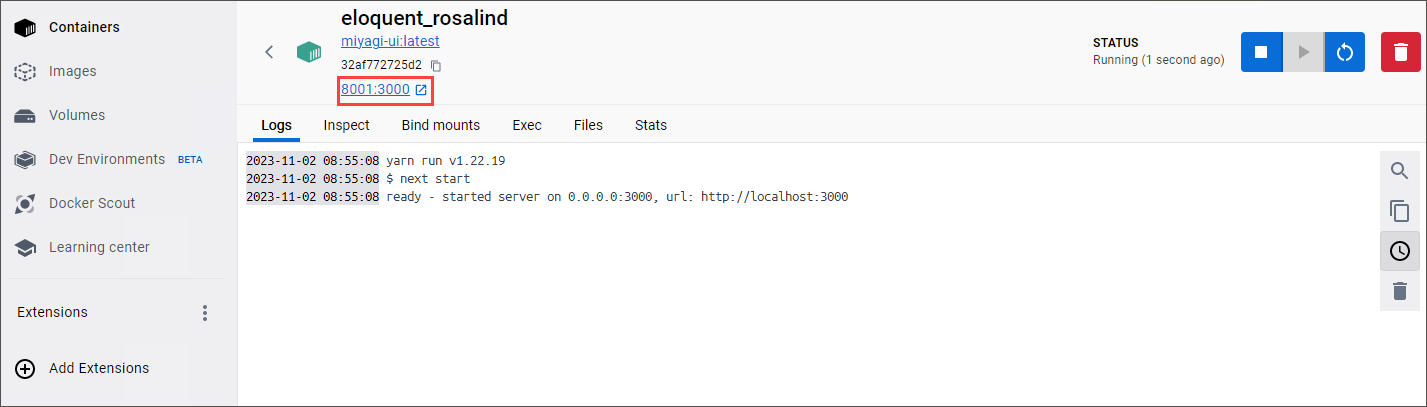 Containers
Images
Volumes
Dev Environments BETA
Docker Scout
Learning center
Extensions
Add Extensions
eloquent_rosalind
miyagi-ui:latest
32af772725d2
8001:3000
STATUS
Running (1 second ago)
Logs Inspect Bind mounts Exec Files Stats
2023-11-02 08:55:08 yarn run v1.22.19
2023-11-02 08:55:08 $ next start
2023-11-02 08:55:08 ready - started server on 0.0.0.0:3000, url: http://localhost:3000